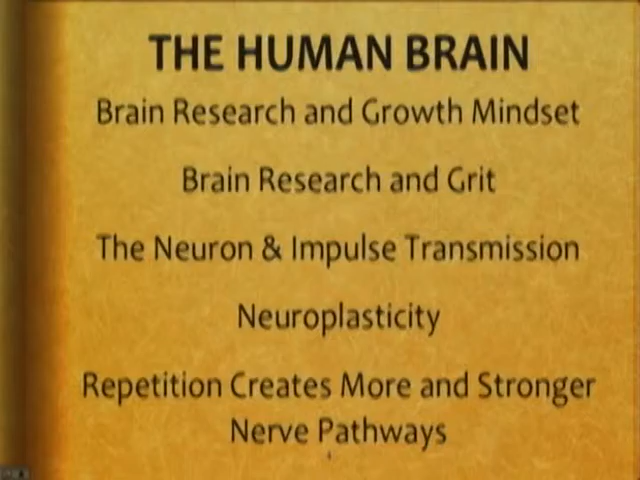 THE HUMAN BRAIN
Brain Research and Growth Mindset
Brain Research and Grit
The Neuron & Impulse Transmission
Neuroplasticity
Repetition Creates More and Stronger
Nerve Pathways